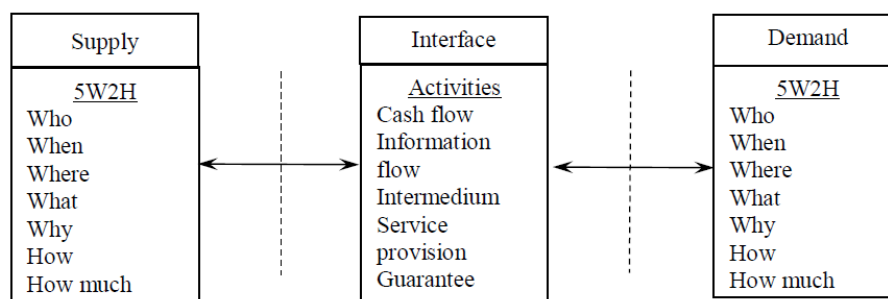 Supply
5W2H
Who
When
Where
What
Why
How
How much
Interface
Activities
Cash flow
Information
flow
Intermedium
Service
provision
Guarantee
Demand
5W2H
Who
When
Where
What
Why
How
How much